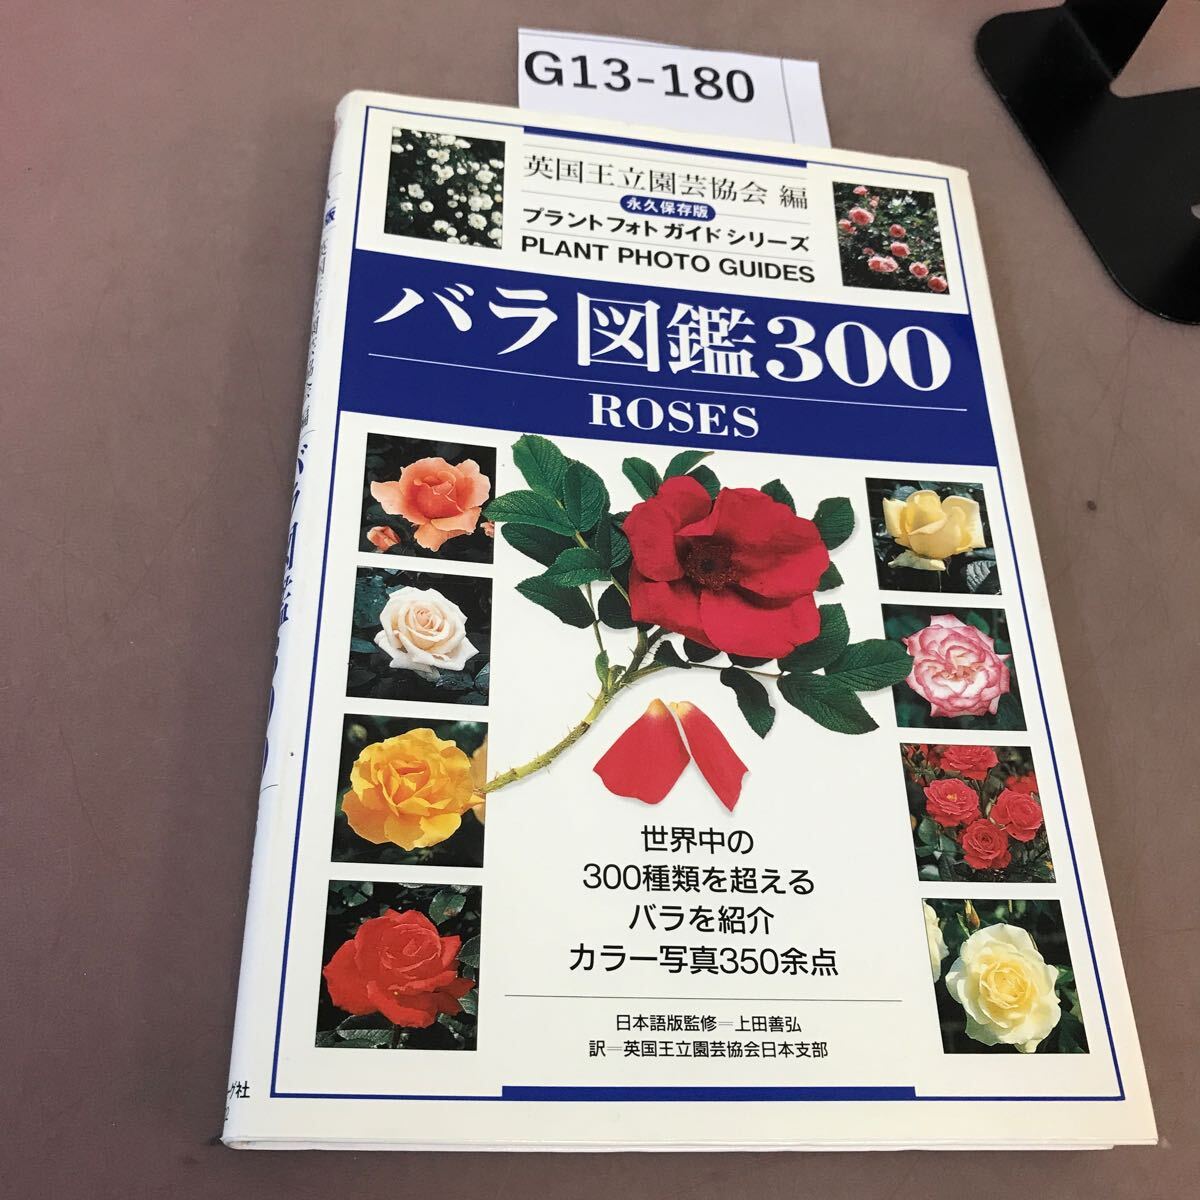 G13-180
英国王立園芸協会 編
永久保存版
プラントフォトガイドシリーズ
PLANT PHOTO GUIDES
バラ図鑑300
ROSES
世界中の
300種類を超える
バラを紹介
カラー写真350余点
日本語版監修＝上田善弘
訳＝英国王立園芸協会日本支部